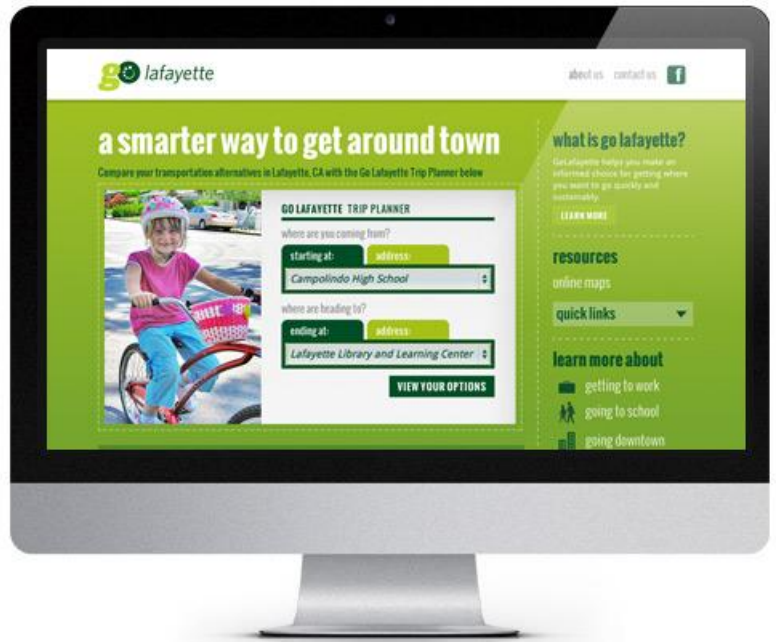 go lafayette
about us contact us f
a smarter way to get around town
Compare your transportation alternatives in Lafayette, CA with the Go Lafayette Trip Planner below
GO LAFAYETTE TRIP PLANNER
where are you coming from?
starting at: address:
Campolindo High School
where are heading to?
ending at: address:
Lafayette Library and Learning Center
VIEW YOUR OPTIONS
what is go lafayette?
GoLafayette helps you make an
informed choice for getting where
you want to go quickly and
sustainably.
LEARN MORE
resources
online maps
quick links
learn more about
getting to work
going to school
going downtown